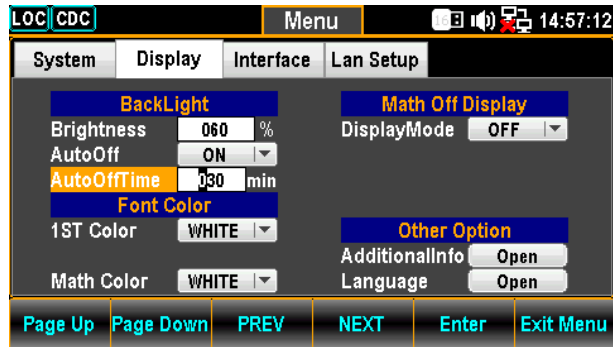 LOC CDC Menu 14:57:12
System Display Interface Lan Setup
BackLight Math Off Display
Brightness 060 % DisplayMode OFF
AutoOff ON
AutoOffTime 030 min
Font Color
1ST Color WHITE Other Option
AdditionalInfo Open
Math Color WHITE Language Open
Page Up Page Down PREV NEXT Enter Exit Menu